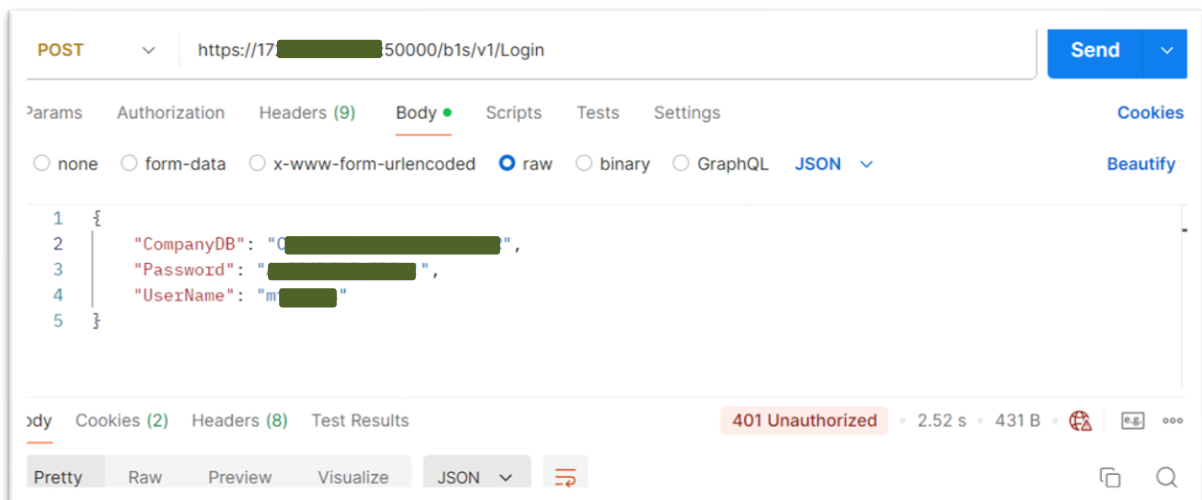 POST https://17 :50000/b1s/v1/Login Send
Params Authorization Headers (9) Body Scripts Tests Settings Cookies
none form-data x-www-form-urlencoded raw binary GraphQL JSON Beautify
1 {
2 "CompanyDB": "C ",
3 "Password": " ",
4 "UserName": "m "
5 }
ody Cookies (2) Headers (8) Test Results 401 Unauthorized • 2.52 s • 431 B • e.g. ooo
Pretty Raw Preview Visualize JSON